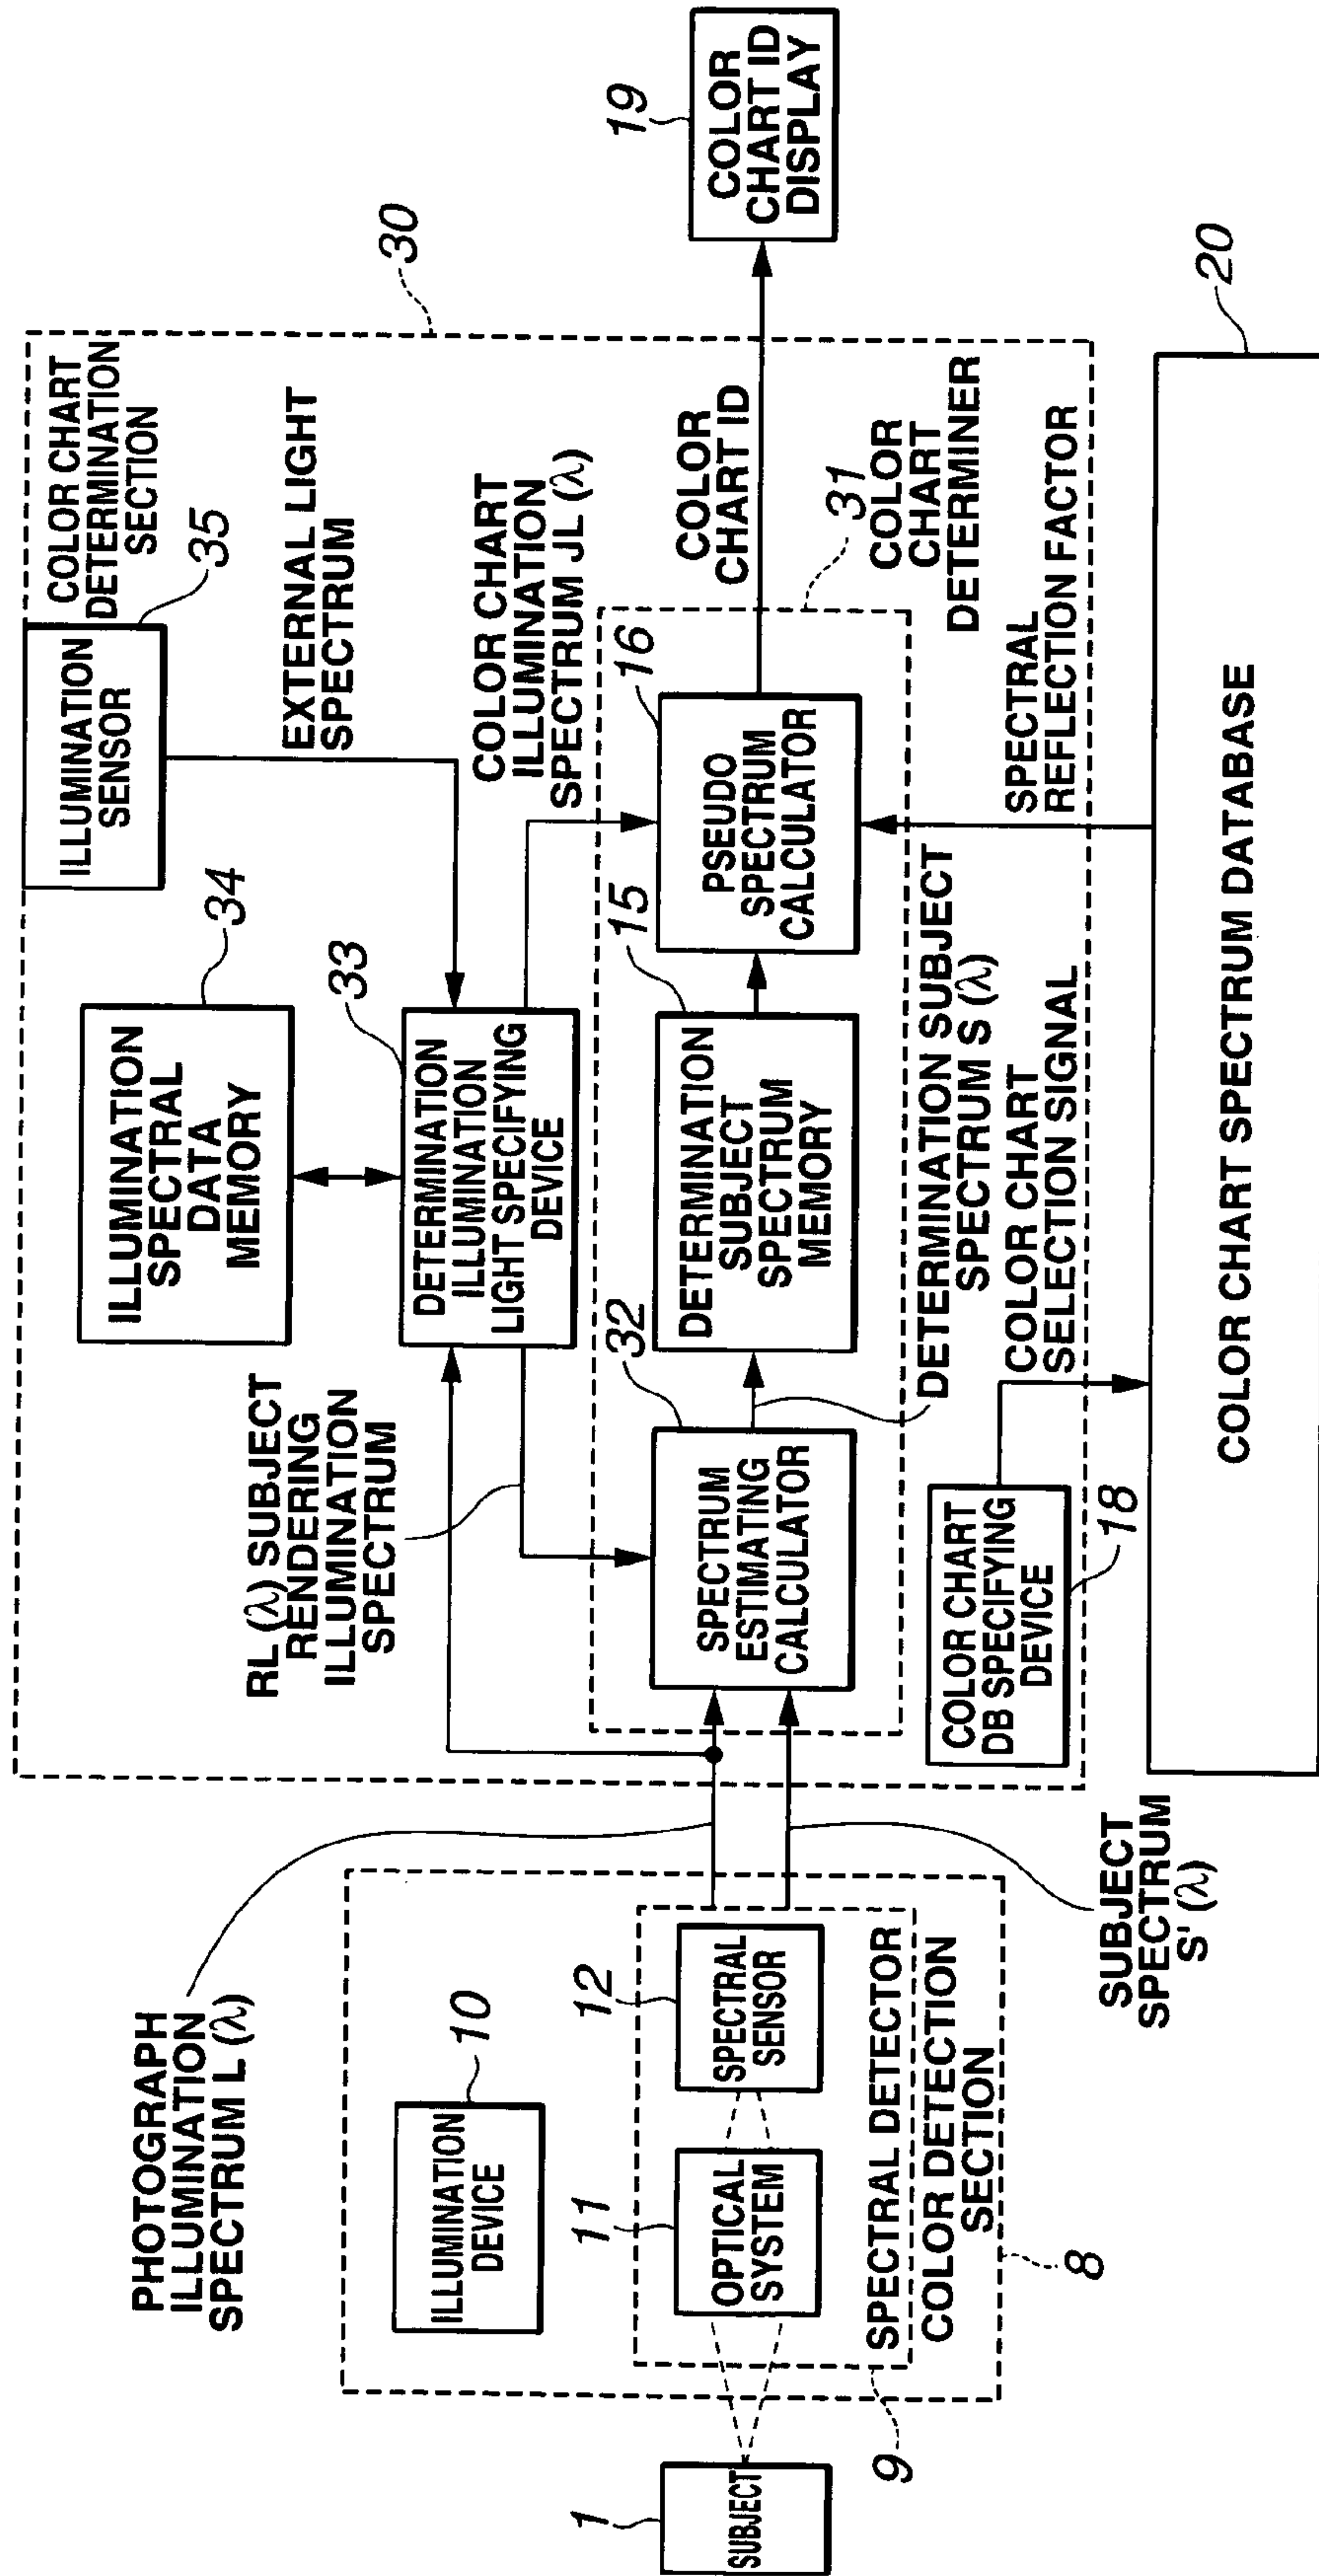 PHOTOGRAPH
ILLUMINATION
SPECTRUM L (λ)
1
SUBJECT
10
ILLUMINATION
DEVICE
11
OPTICAL
SYSTEM
12
SPECTRAL
SENSOR
SPECTRAL DETECTOR
9
COLOR DETECTION
SECTION
8
SUBJECT
SPECTRUM
S' (λ)
RL (λ) SUBJECT
RENDERING
ILLUMINATION
SPECTRUM
ILLUMINATION
SPECTRAL
DATA
MEMORY
34
ILLUMINATION
SENSOR
35
COLOR CHART
DETERMINATION
SECTION
30
EXTERNAL LIGHT
SPECTRUM
33
DETERMINATION
ILLUMINATION
LIGHT SPECIFYING
DEVICE
COLOR CHART
ILLUMINATION
SPECTRUM JL (λ)
32
SPECTRUM
ESTIMATING
CALCULATOR
15
DETERMINATION
SUBJECT
SPECTRUM
MEMORY
16
PSEUDO
SPECTRUM
CALCULATOR
COLOR
CHART ID
31
COLOR
CHART
DETERMINER
19
COLOR
CHART ID
DISPLAY
DETERMINATION SUBJECT
SPECTRUM S (λ)
COLOR CHART
DB SPECIFYING
DEVICE
18
COLOR CHART
SELECTION SIGNAL
SPECTRAL
REFLECTION FACTOR
20
COLOR CHART SPECTRUM DATABASE